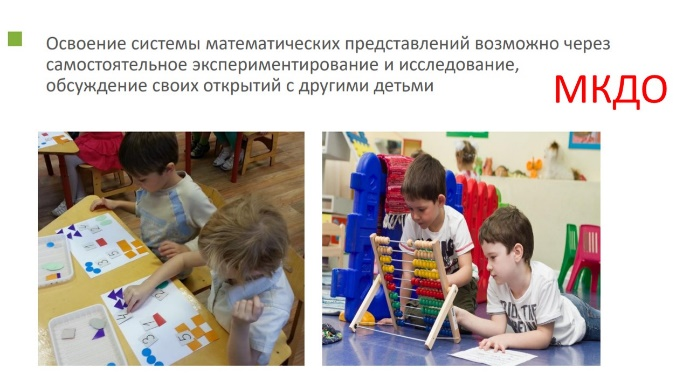 Освоение системы математических представлений возможно через
самостоятельное экспериментирование и исследование,
обсуждение своих открытий с другими детьми
МКДО